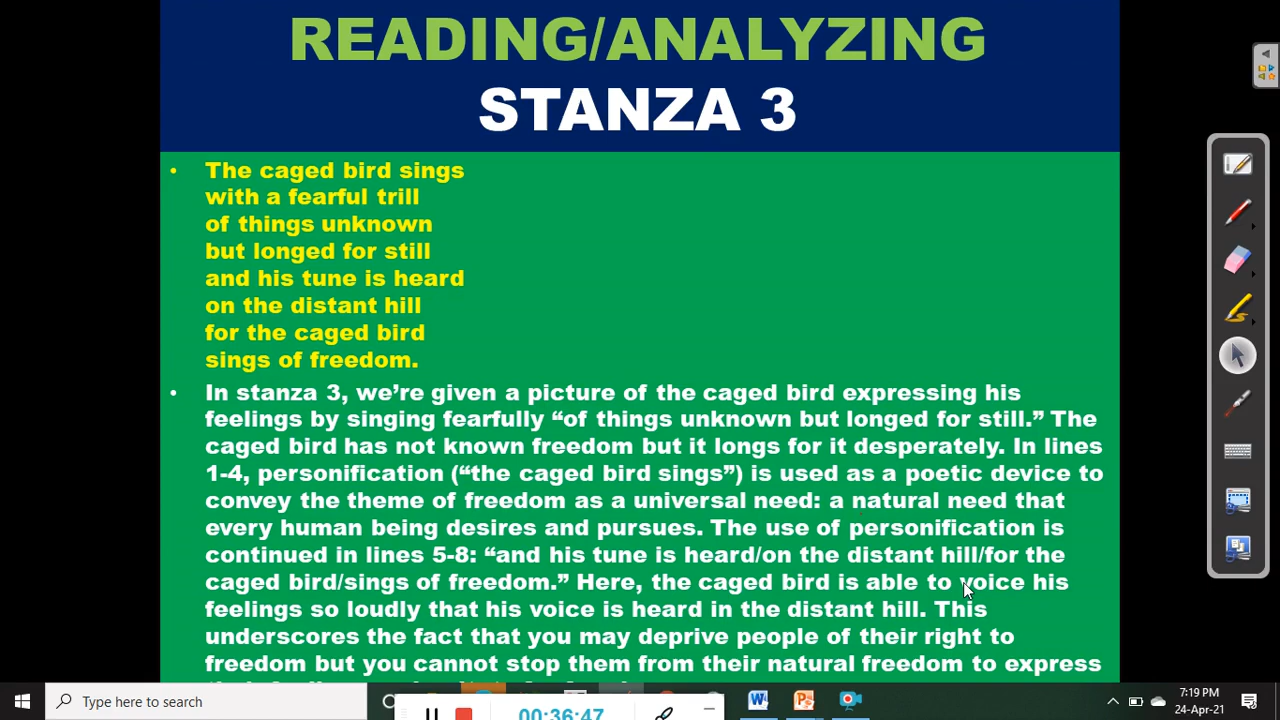 READING/ANALYZING
STANZA 3
• The caged bird sings
with a fearful trill
of things unknown
but longed for still
and his tune is heard
on the distant hill
for the caged bird
sings of freedom.
• In stanza 3, we’re given a picture of the caged bird expressing his
feelings by singing fearfully “of things unknown but longed for still.” The
caged bird has not known freedom but it longs for it desperately. In lines
1-4, personification (“the caged bird sings”) is used as a poetic device to
convey the theme of freedom as a universal need: a natural need that
every human being desires and pursues. The use of personification is
continued in lines 5-8: “and his tune is heard/on the distant hill/for the
caged bird/sings of freedom.” Here, the caged bird is able to voice his
feelings so loudly that his voice is heard in the distant hill. This
underscores the fact that you may deprive people of their right to
freedom but you cannot stop them from their natural freedom to express
Type here to search
00:36:47
7:19 PM
24-Apr-21